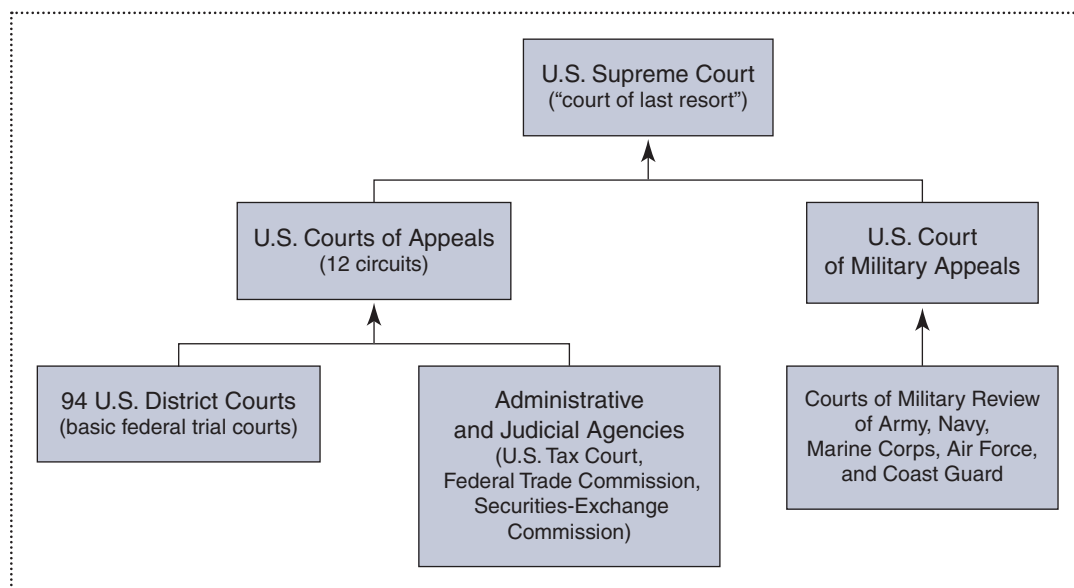 U.S. Supreme Court
(“court of last resort”)
U.S. Courts of Appeals
(12 circuits)
U.S. Court
of Military Appeals
94 U.S. District Courts
(basic federal trial courts)
Administrative
and Judicial Agencies
(U.S. Tax Court,
Federal Trade Commission,
Securities-Exchange
Commission)
Courts of Military Review
of Army, Navy,
Marine Corps, Air Force,
and Coast Guard